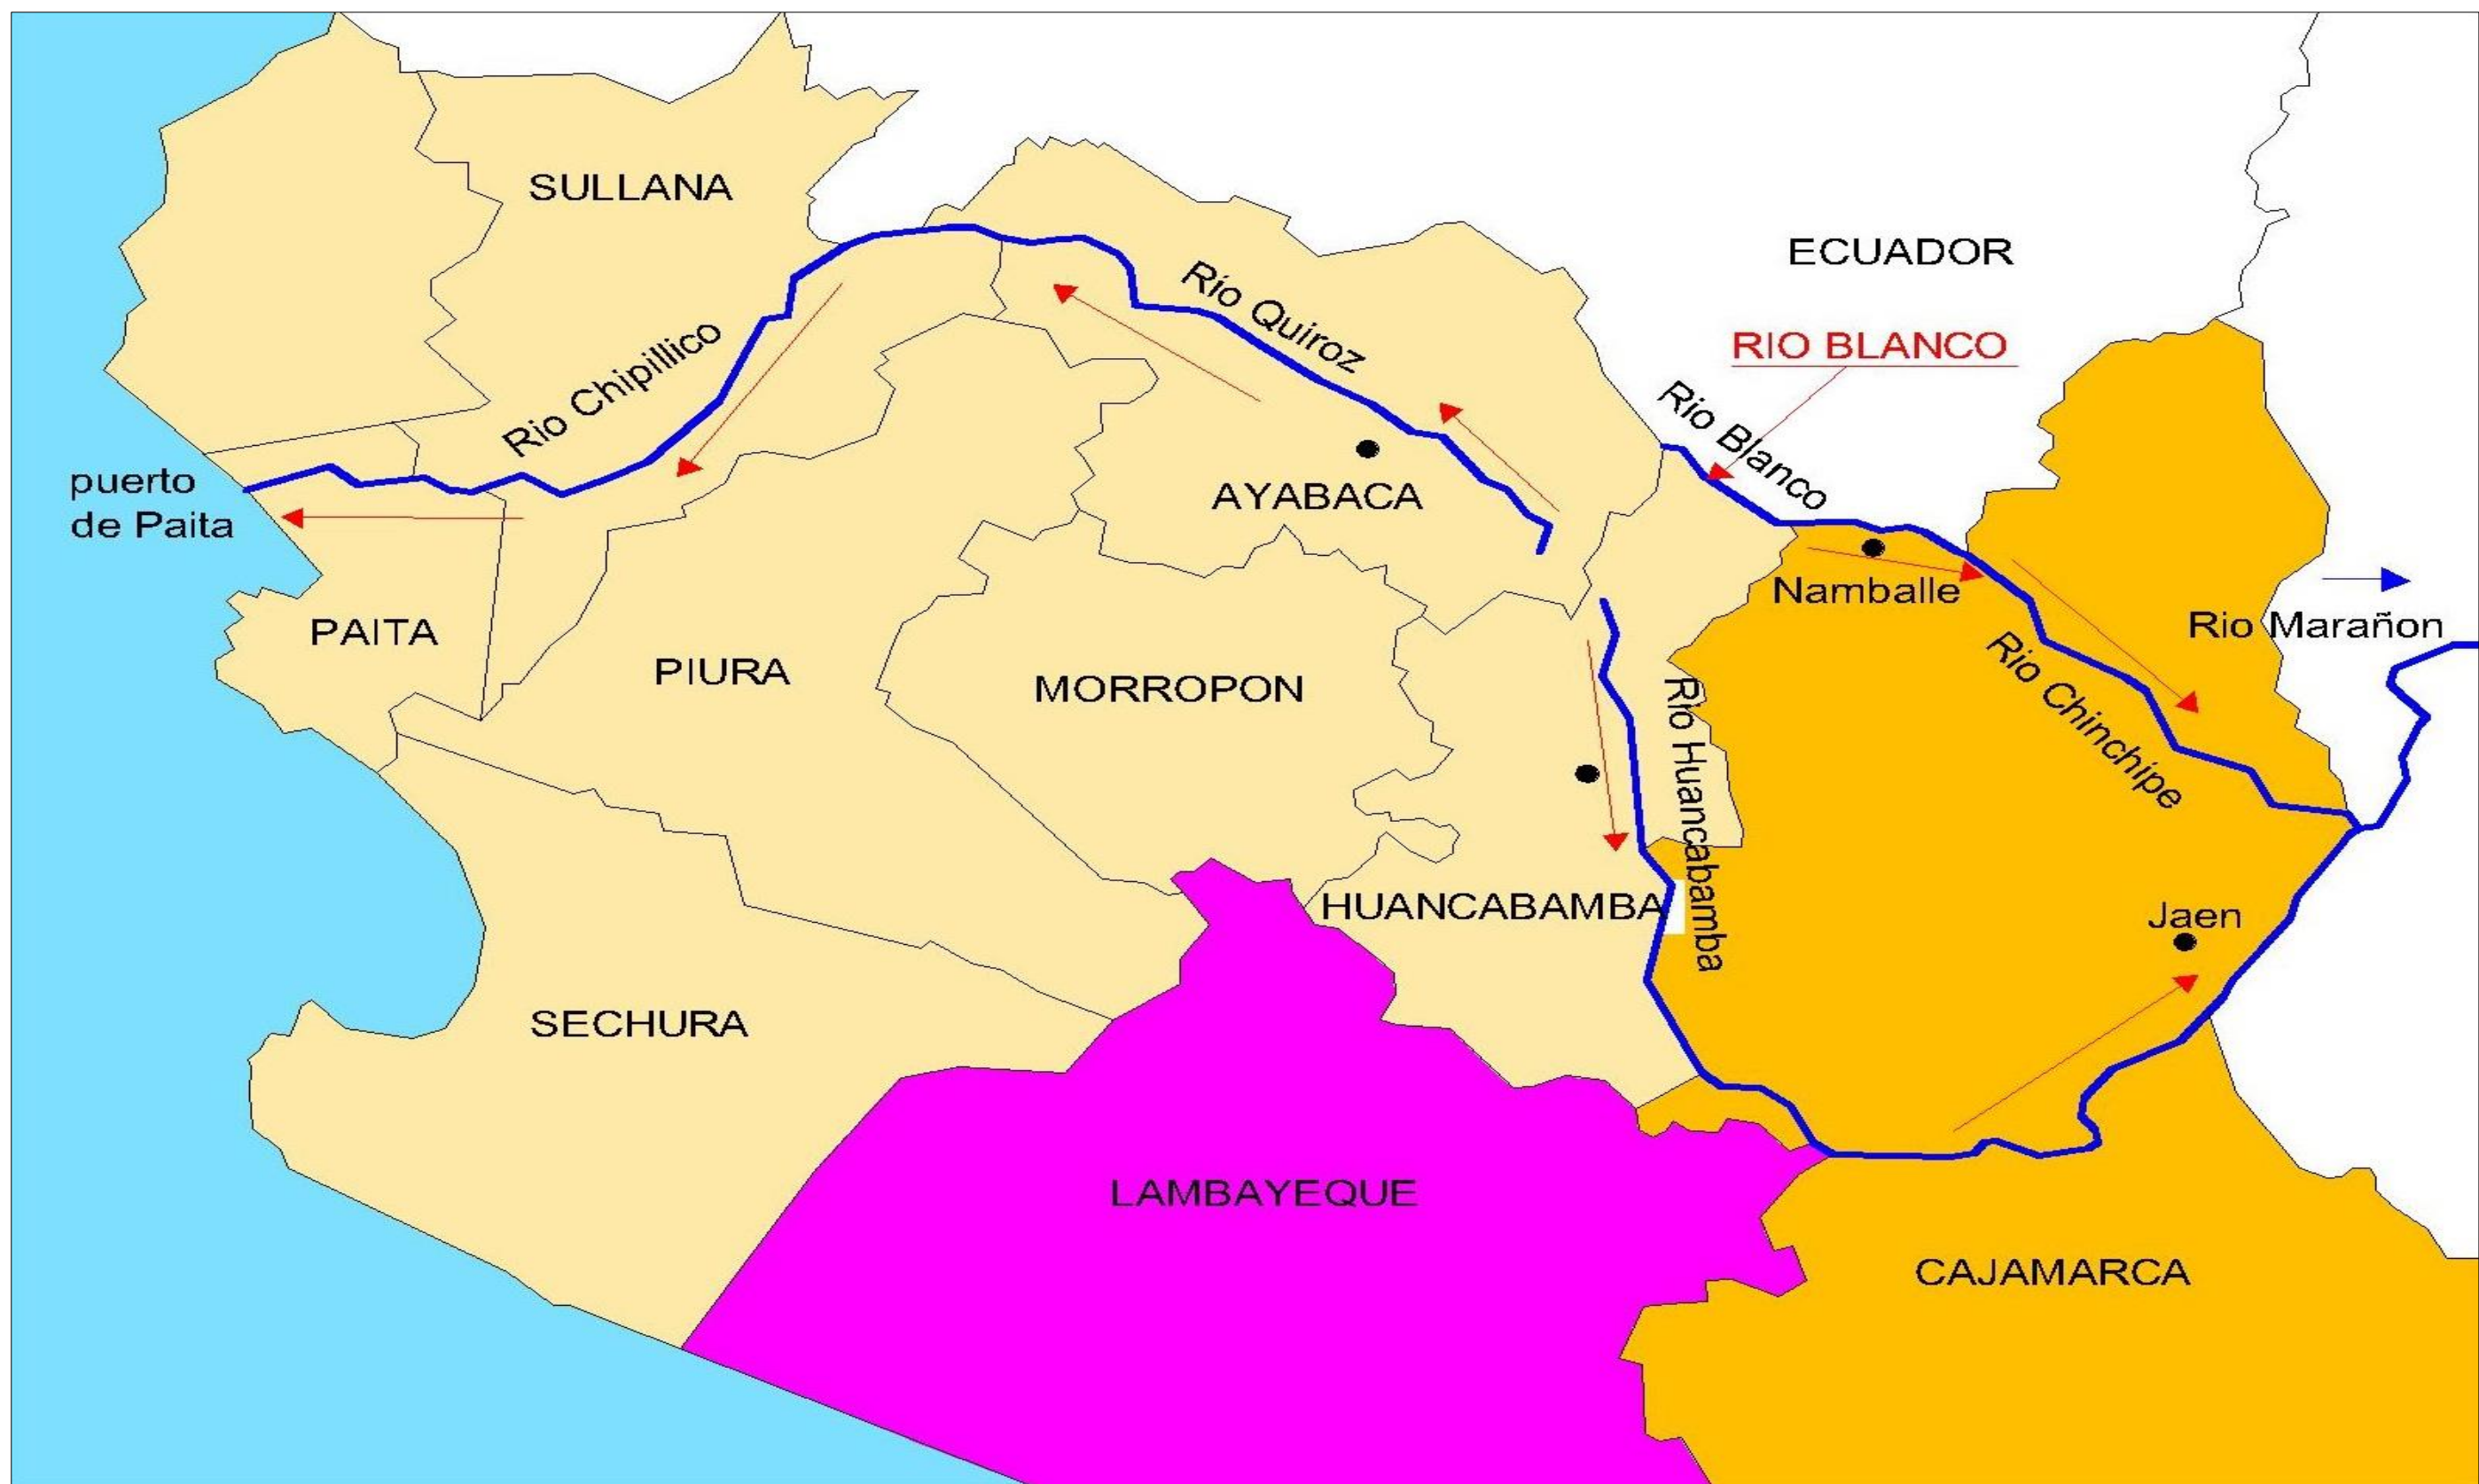 SULLANA
ECUADOR
Río Quiroz
RIO BLANCO
Rio Chipillico
Rio Blanco
puerto
de Paita
AYABACA
Namballe
PAITA
Rio Marañon
PIURA
MORROPON
Rio Chinchipe
Rio Huancabamba
HUANCABAMBA
Jaen
SECHURA
LAMBAYEQUE
CAJAMARCA